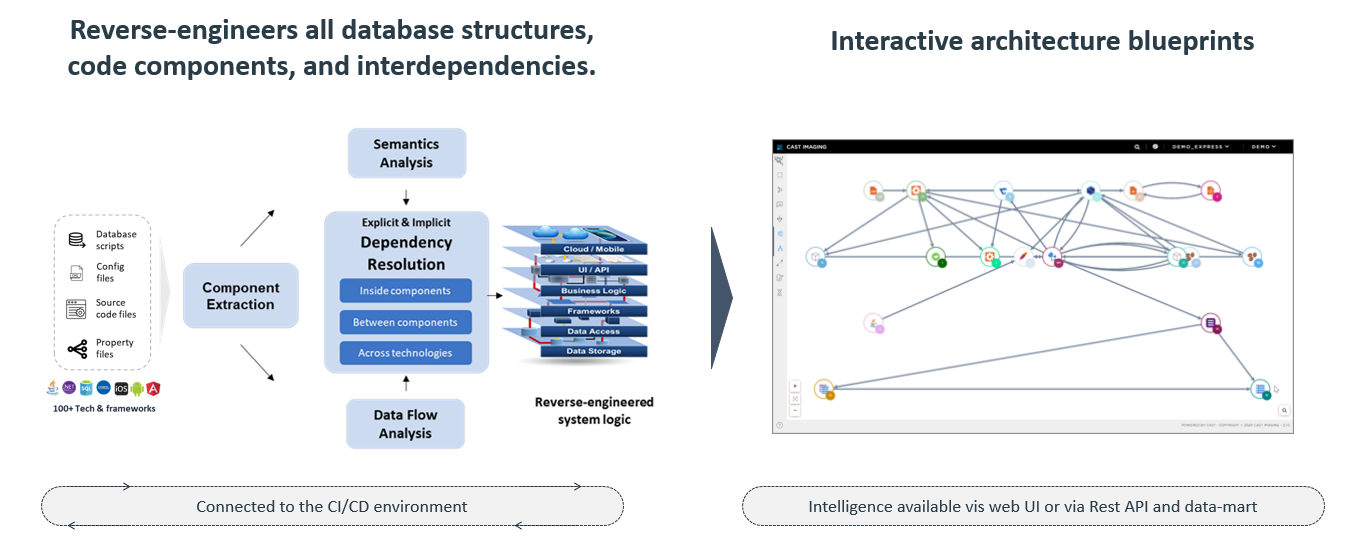 Reverse-engineers all database structures,
code components, and interdependencies.
Interactive architecture blueprints
Semantics
Analysis
Database
scripts
Config
files
Source
code files
Property
files
100+ Tech & frameworks
Component
Extraction
Explicit & Implicit
Dependency
Resolution
Inside components
Between components
Across technologies
Data Flow
Analysis
Cloud / Mobile
UI / API
Business Logic
Frameworks
Data Access
Data Storage
Reverse-engineered
system logic
CAST IMAGING
DEMO_EXPRESS
DEMO
.NET
SQL
iOS
Connected to the CI/CD environment
Intelligence available vis web UI or via Rest API and data-mart